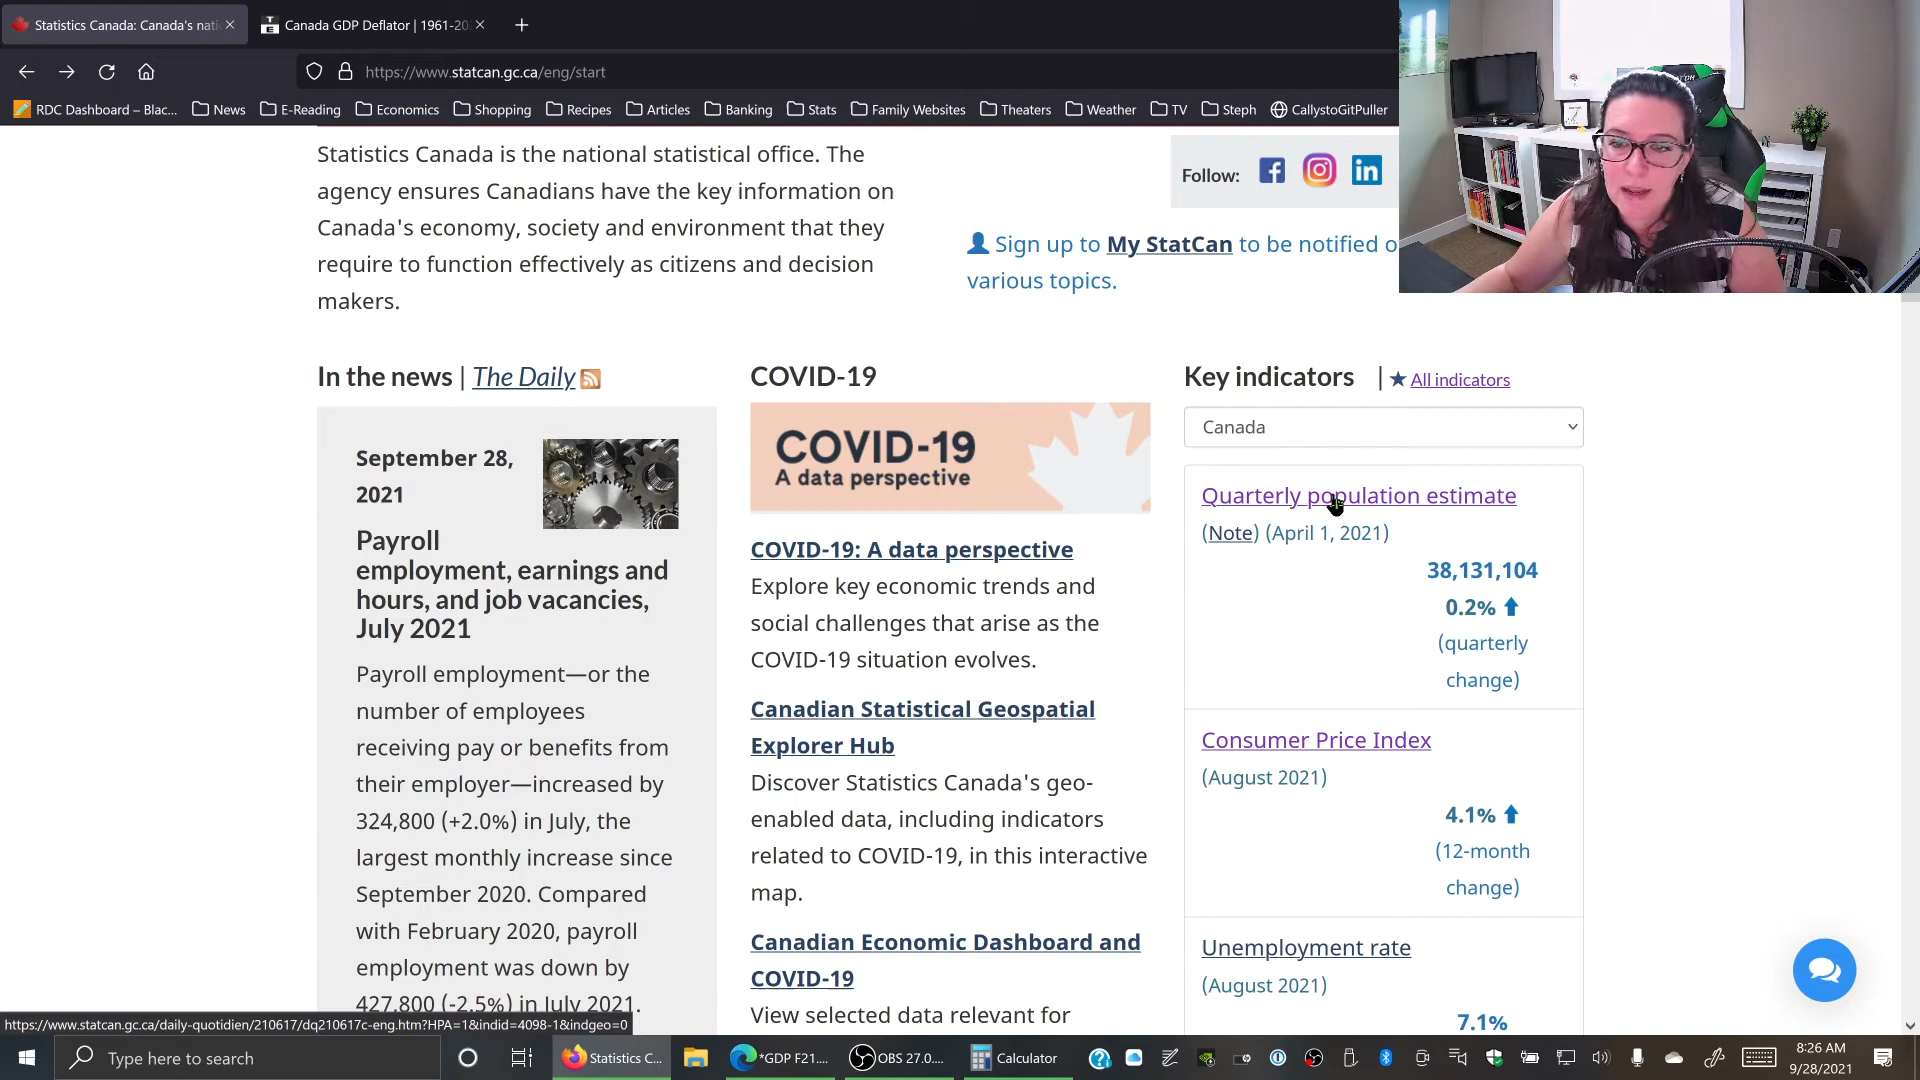 Statistics Canada: Canada's nati
Canada GDP Deflator | 1961-20
https://www.statcan.gc.ca/eng/start
RDC Dashboard – Blac...
News
E-Reading
Economics
Shopping
Recipes
Articles
Banking
Stats
Family Websites
Theaters
Weather
TV
Steph
CallystoGitPuller
Statistics Canada is the national statistical office. The
agency ensures Canadians have the key information on
Canada's economy, society and environment that they
require to function effectively as citizens and decision
makers.
Follow:
Sign up to My StatCan to be notified o
various topics.
In the news | The Daily
September 28,
2021
Payroll
employment, earnings and
hours, and job vacancies,
July 2021
Payroll employment—or the
number of employees
receiving pay or benefits from
their employer—increased by
324,800 (+2.0%) in July, the
largest monthly increase since
September 2020. Compared
with February 2020, payroll
employment was down by
427,800 (-2.5%) in July 2021.
COVID-19
COVID-19
A data perspective
COVID-19: A data perspective
Explore key economic trends and
social challenges that arise as the
COVID-19 situation evolves.
Canadian Statistical Geospatial
Explorer Hub
Discover Statistics Canada's geo-
enabled data, including indicators
related to COVID-19, in this interactive
map.
Canadian Economic Dashboard and
COVID-19
View selected data relevant for
Key indicators | All indicators
Canada
Quarterly population estimate
(Note) (April 1, 2021)
38,131,104
0.2%
(quarterly
change)
Consumer Price Index
(August 2021)
4.1%
(12-month
change)
Unemployment rate
(August 2021)
7.1%
https://www.statcan.gc.ca/daily-quotidien/210617/dq210617c-eng.htm?HPA=1&indid=4098-1&indgeo=0
Type here to search
Statistics C...
*GDP F21....
OBS 27.0....
Calculator
8:26 AM
9/28/2021